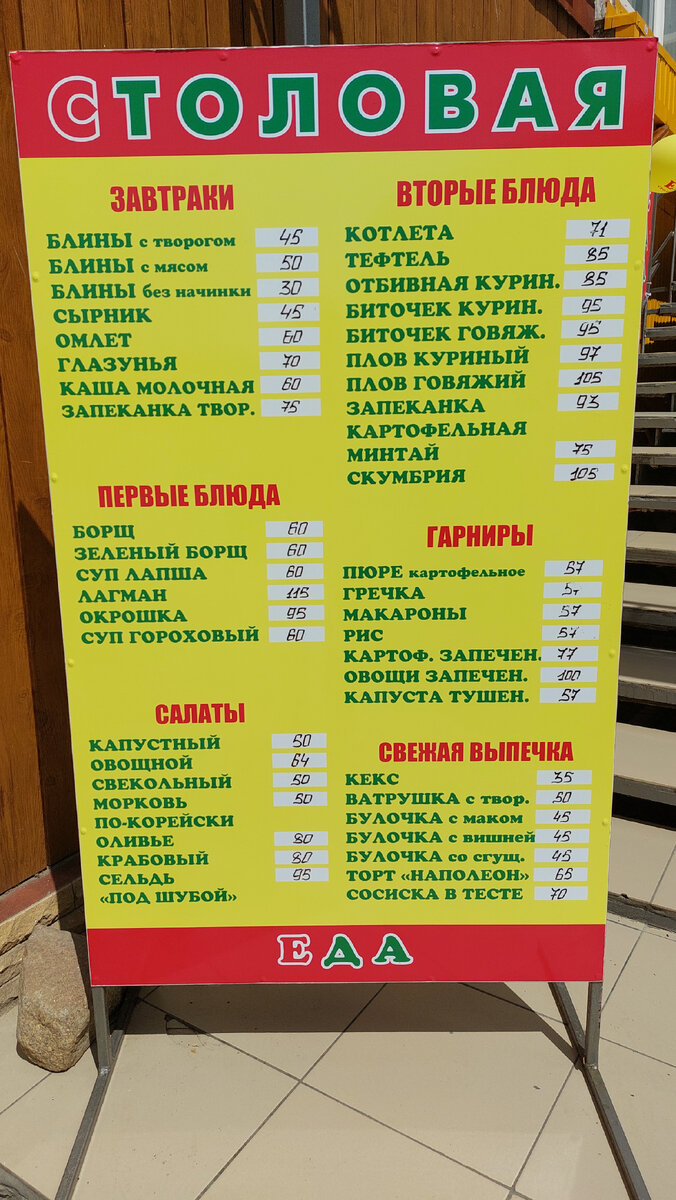 СТОЛОВАЯ
ЗАВТРАКИ
БЛИНЫ с творогом 45
БЛИНЫ с мясом 50
БЛИНЫ без начинки 30
СЫРНИК 45
ОМЛЕТ 60
ГЛАЗУНЬЯ 70
КАША МОЛОЧНАЯ 60
ЗАПЕКАНКА ТВОР. 75
ПЕРВЫЕ БЛЮДА
БОРЩ 60
ЗЕЛЕНЫЙ БОРЩ 60
СУП ЛАПША 60
ЛАГМАН 115
ОКРОШКА 95
СУП ГОРОХОВЫЙ 60
САЛАТЫ
КАПУСТНЫЙ 50
ОВОЩНОЙ 64
СВЕКОЛЬНЫЙ 50
МОРКОВЬ 50
ПО-КОРЕЙСКИ
ОЛИВЬЕ 80
КРАБОВЫЙ 80
СЕЛЬДЬ 95
«ПОД ШУБОЙ»
ВТОРЫЕ БЛЮДА
КОТЛЕТА 71
ТЕФТЕЛЬ 85
ОТБИВНАЯ КУРИН. 85
БИТОЧЕК КУРИН. 95
БИТОЧЕК ГОВЯЖ. 95
ПЛОВ КУРИНЫЙ 97
ПЛОВ ГОВЯЖИЙ 105
ЗАПЕКАНКА 93
КАРТОФЕЛЬНАЯ
МИНТАЙ 75
СКУМБРИЯ 105
ГАРНИРЫ
ПЮРЕ картофельное 57
ГРЕЧКА
МАКАРОНЫ 57
РИС 57
КАРТОФ. ЗАПЕЧЕН. 77
ОВОЩИ ЗАПЕЧЕН. 100
КАПУСТА ТУШЕН. 57
СВЕЖАЯ ВЫПЕЧКА
КЕКС 35
ВАТРУШКА с твор. 50
БУЛОЧКА с маком 45
БУЛОЧКА с вишней 45
БУЛОЧКА со сгущ. 45
ТОРТ «НАПОЛЕОН» 65
СОСИСКА В ТЕСТЕ 70
ЕДА